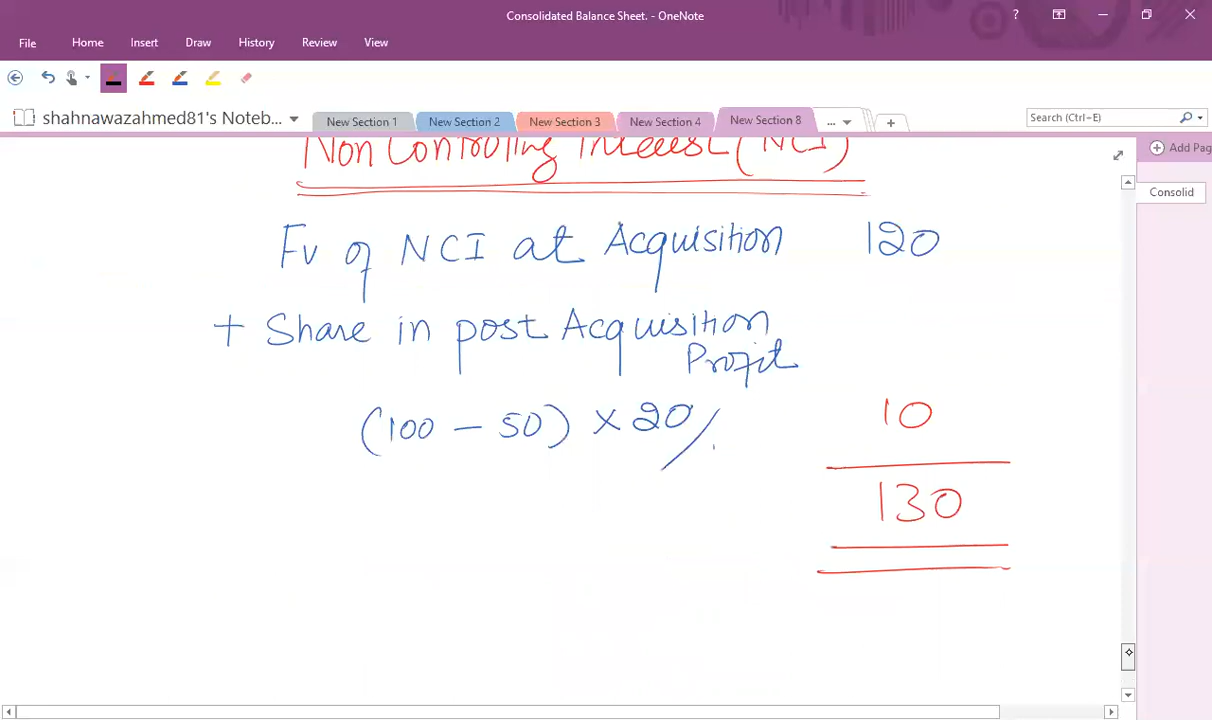 Consolidated Balance Sheet. - OneNote
?
File Home Insert Draw History Review View
shahnawazahmed81's Noteb... New Section 1 New Section 2 New Section 3 New Section 4 New Section 8 ... + Search (Ctrl+E)
Non Controling Interest (NCI)
Add Pag
Consolid
Fv of NCI at Acquisition 120
+ Share in post Acquisition
Profit
(100 - 50) × 20% 10
130